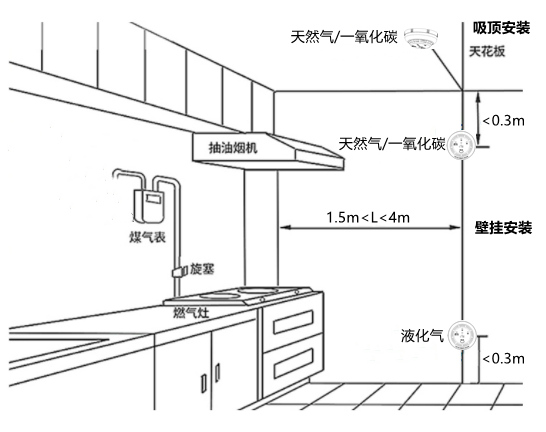 吸顶安装
天然气/一氧化碳
天花板
<0.3m
天然气/一氧化碳
抽油烟机
1.5m<L<4m
壁挂安装
煤气表
旋塞
燃气灶
液化气
<0.3m